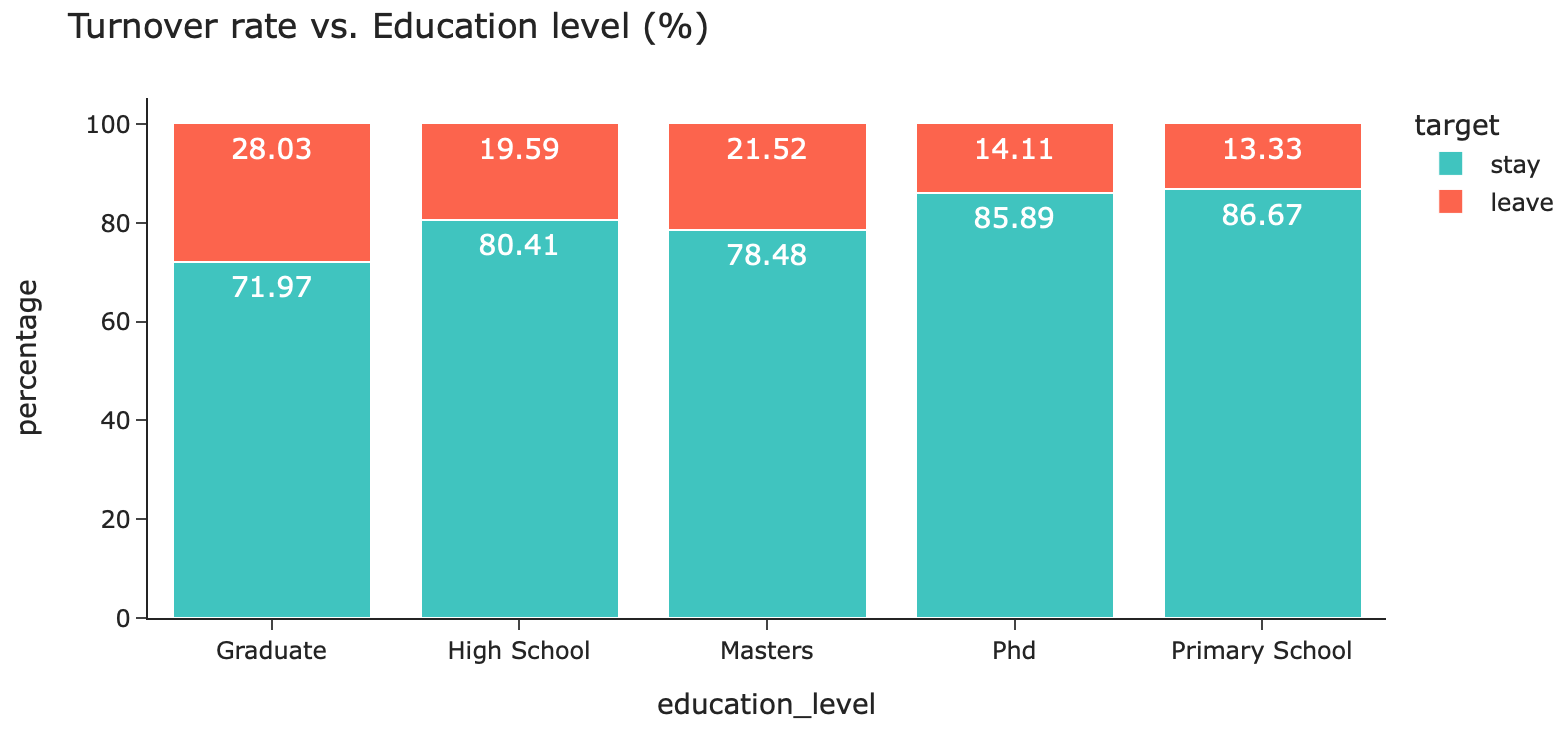 Turnover rate vs. Education level (%)
percentage
100
80
60
40
20
0
28.03
19.59
21.52
14.11
13.33
71.97
80.41
78.48
85.89
86.67
Graduate
High School
Masters
Phd
Primary School
education_level
target
stay
leave